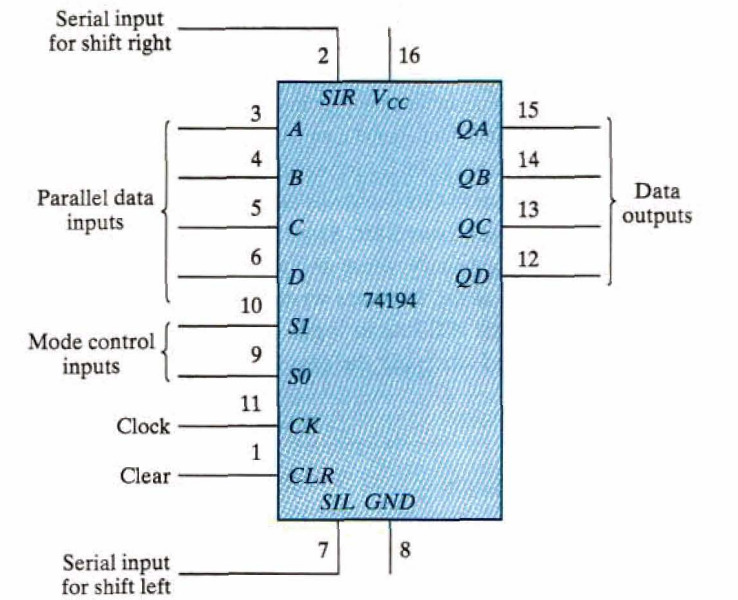 Serial input
for shift right
2
16
SIR VCC
3
A
QA
15
4
B
QB
14
Parallel data
inputs
5
C
QC
13
Data
outputs
6
D
QD
12
74194
10
S1
Mode control
inputs
9
S0
11
Clock
CK
1
Clear
CLR
SIL GND
7
8
Serial input
for shift left